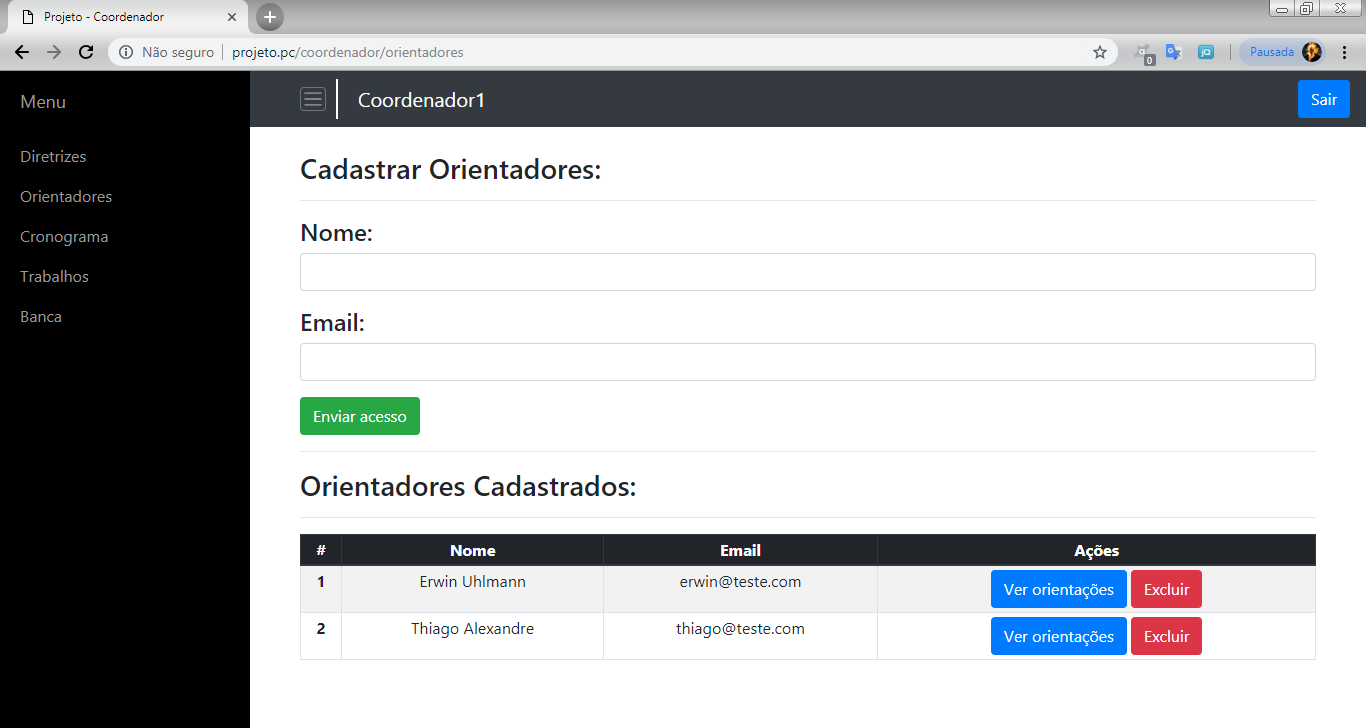 Projeto - Coordenador
Não seguro | projeto.pc/coordenador/orientadores
0
jQ
Pausada
Menu
Coordenador1
Sair
Diretrizes
Orientadores
Cronograma
Trabalhos
Banca
Cadastrar Orientadores:
Nome:
Email:
Enviar acesso
Orientadores Cadastrados:
# Nome Email Ações
1 Erwin Uhlmann erwin@teste.com Ver orientações Excluir
2 Thiago Alexandre thiago@teste.com Ver orientações Excluir